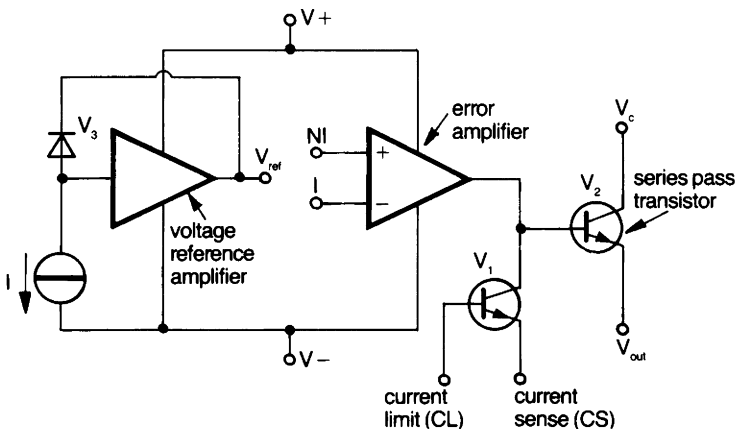 V+
error
amplifier
V3
NI
+
Vc
Vref
I
−
V2
series pass
transistor
voltage
reference
amplifier
I
V1
V−
Vout
current
limit (CL)
current
sense (CS)